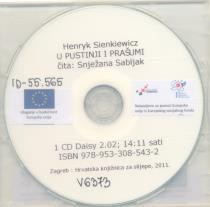 Henryk Sienkiewicz
U PUSTINJI I PRAŠUMI
čita: Snježana Sabljak
ID-55.565
1 CD Daisy 2.02; 14:11 sati
ISBN 978-953-308-543-2
Zagreb : Hrvatska knjižnica za slijepe, 2011.
V6373